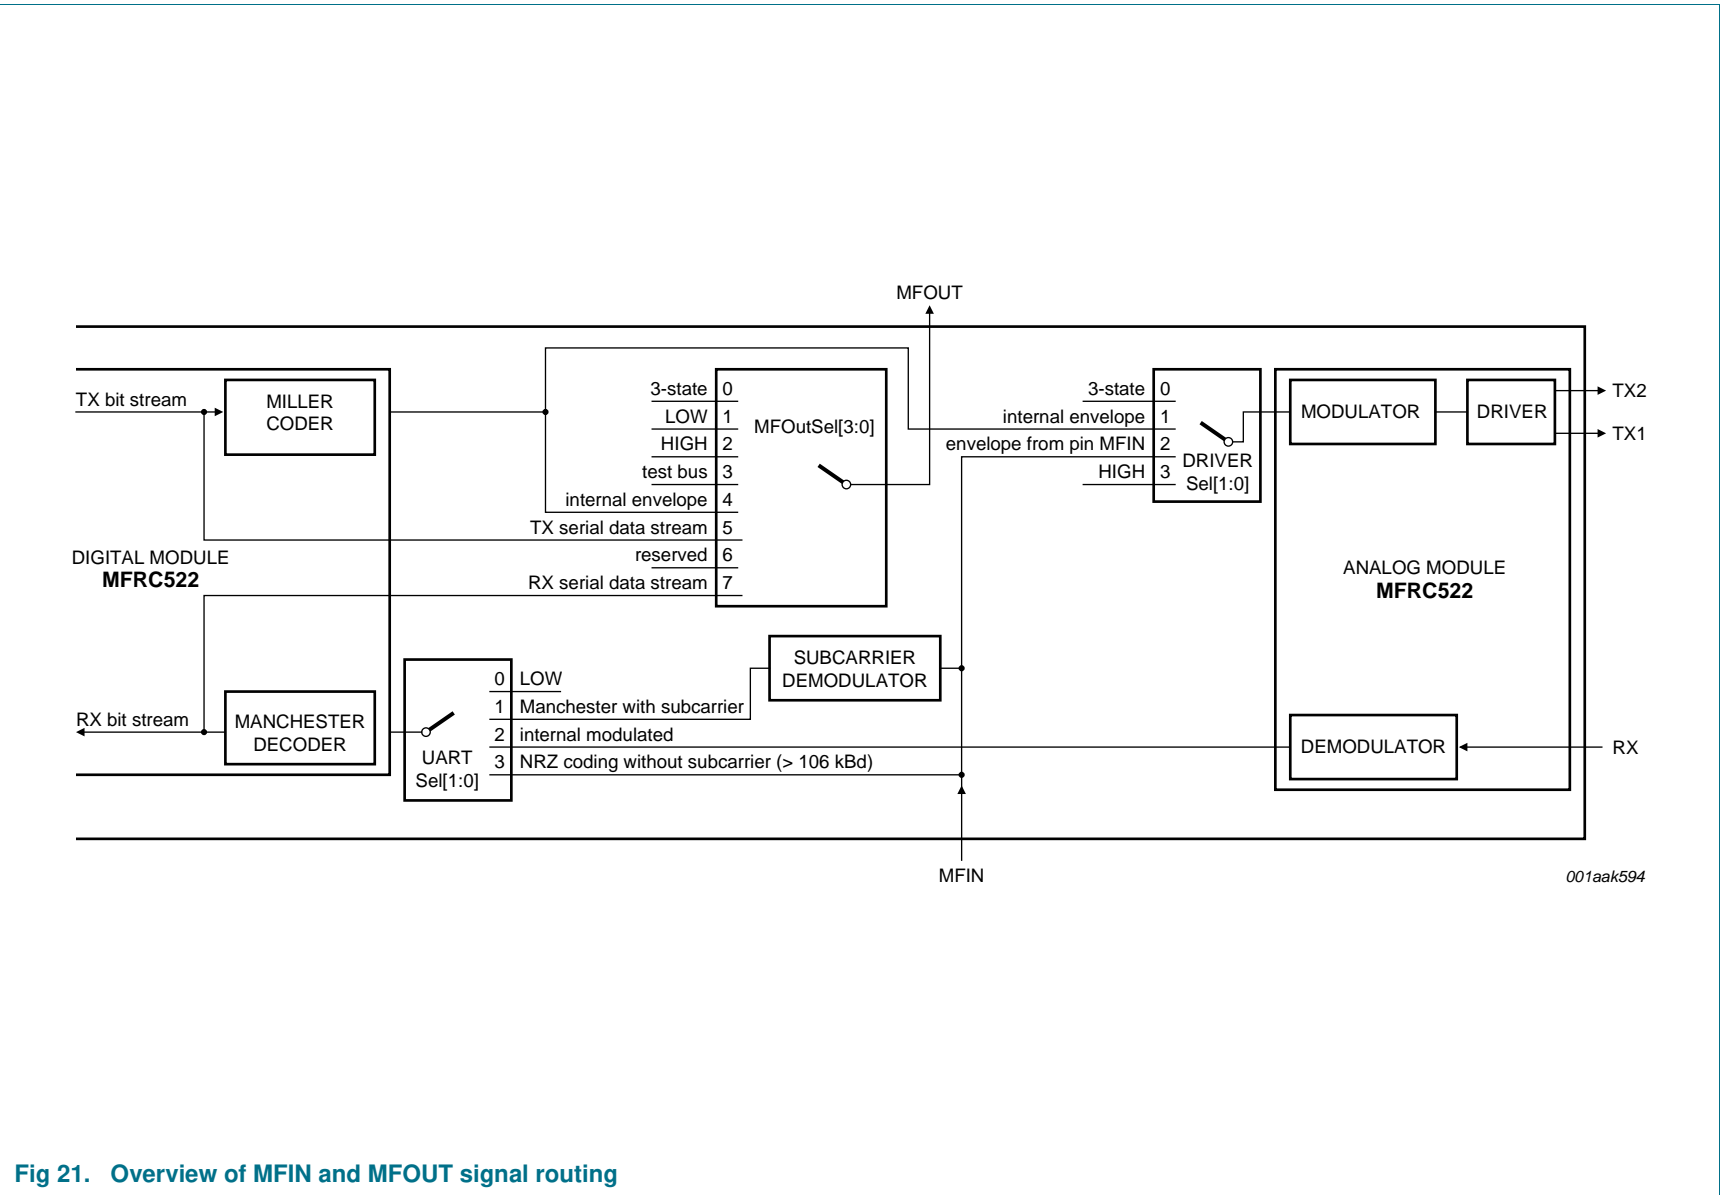 MFOUT
TX bit stream
MILLER
CODER
3-state 0
LOW 1
HIGH 2
test bus 3
internal envelope 4
TX serial data stream 5
reserved 6
RX serial data stream 7
MFOutSel[3:0]
3-state 0
internal envelope 1
envelope from pin MFIN 2
HIGH 3
DRIVER
Sel[1:0]
MODULATOR
DRIVER
TX2
TX1
DIGITAL MODULE
MFRC522
ANALOG MODULE
MFRC522
SUBCARRIER
DEMODULATOR
RX bit stream
MANCHESTER
DECODER
UART
Sel[1:0]
0 LOW
1 Manchester with subcarrier
2 internal modulated
3 NRZ coding without subcarrier (> 106 kBd)
DEMODULATOR
RX
MFIN
001aak594
Fig 21. Overview of MFIN and MFOUT signal routing